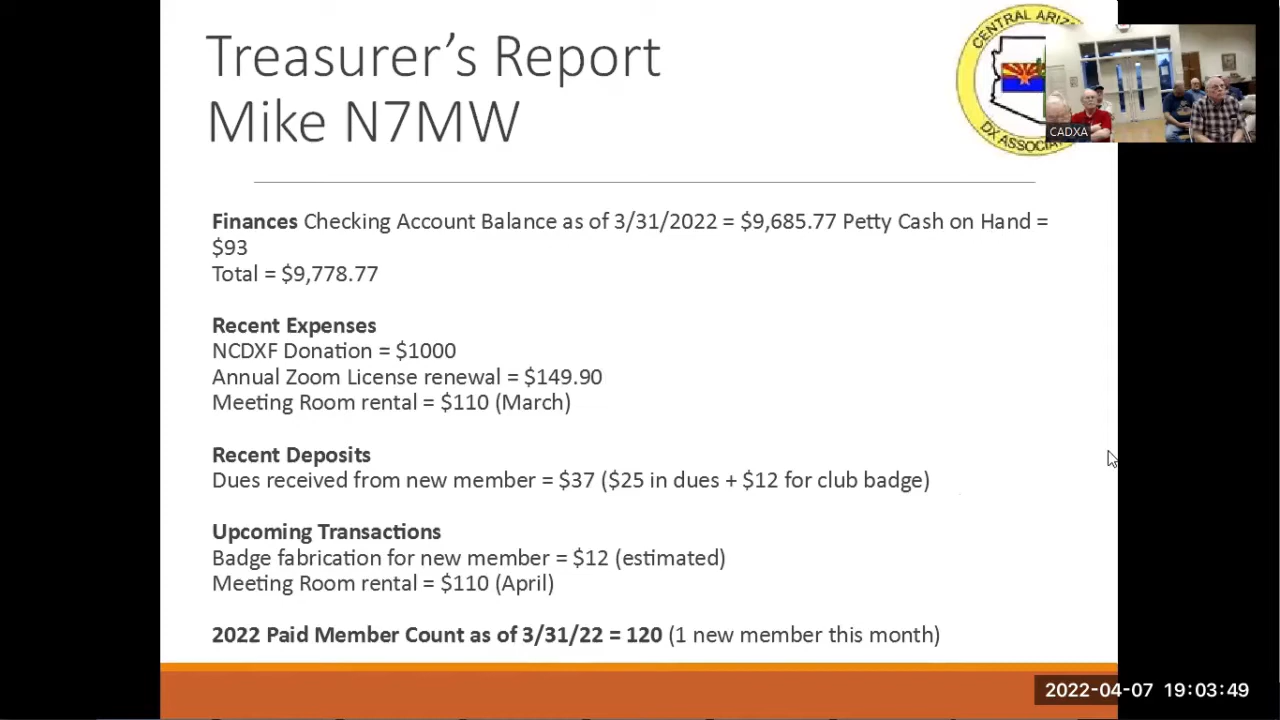 Treasurer's Report
Mike N7MW
CENTRAL
DX
CADXA
Finances Checking Account Balance as of 3/31/2022 = $9,685.77 Petty Cash on Hand =
$93
Total = $9,778.77
Recent Expenses
NCDXF Donation = $1000
Annual Zoom License renewal = $149.90
Meeting Room rental = $110 (March)
Recent Deposits
Dues received from new member = $37 ($25 in dues + $12 for club badge)
Upcoming Transactions
Badge fabrication for new member = $12 (estimated)
Meeting Room rental = $110 (April)
2022 Paid Member Count as of 3/31/22 = 120 (1 new member this month)
2022-04-07 19:03:49